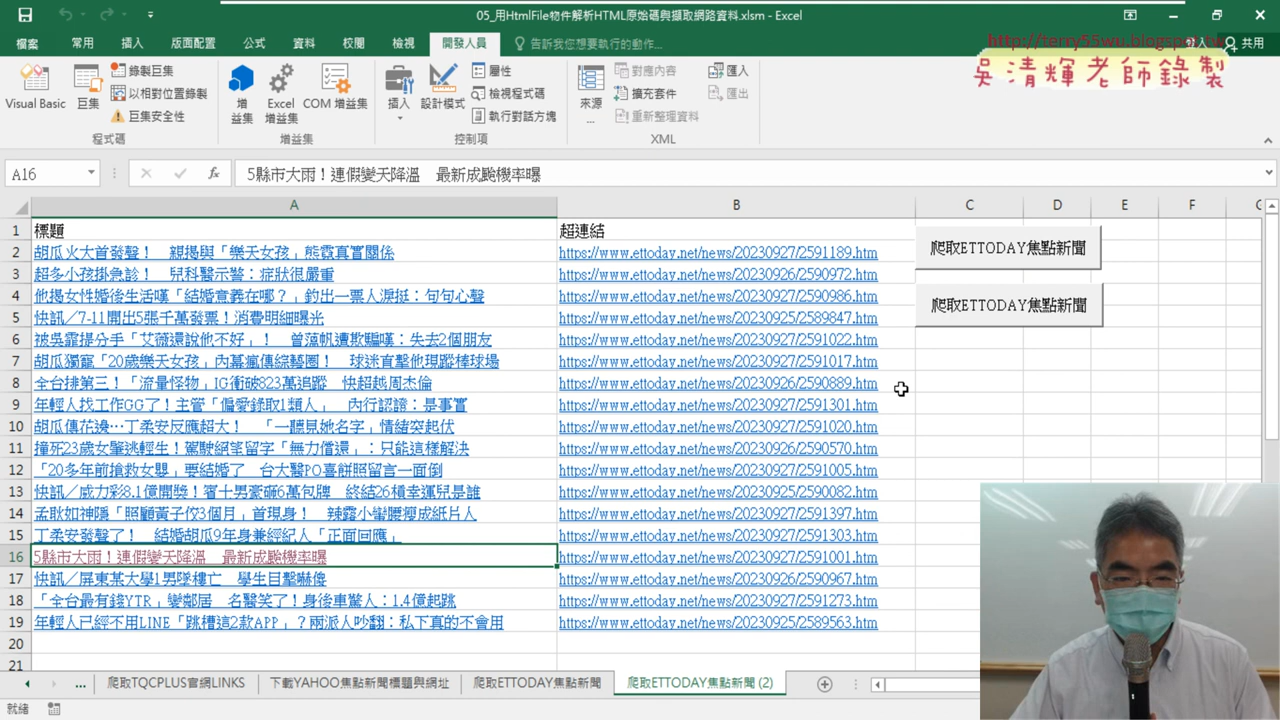 05_用HtmlFile物件解析HTML原始碼與擷取網路資料.xlsm - Excel
檔案 常用 插入 版面配置 公式 資料 校閱 檢視 開發人員 告訴我您想要執行的動作... 登入 共用
http://terry55wu.blogspot.tw
吳清輝老師錄製
Visual Basic 巨集 錄製巨集 以相對位置錄製 巨集安全性 程式碼
增益集 Excel 增益集 COM 增益集 增益集
插入 設計模式 屬性 檢視程式碼 執行對話方塊 控制項
來源... 對應內容 擴充套件 重新整理資料 匯入 匯出 XML
A16 fx 5縣市大雨！連假變天降溫 最新成颱機率曝
A B C D E F
1 標題 超連結
2 胡瓜火大首發聲！ 親揭與「樂天女孩」熊霓真實關係 https://www.ettoday.net/news/20230927/2591189.htm 爬取ETTODAY焦點新聞
3 超多小孩掛急診！ 兒科醫示警：症狀很嚴重 https://www.ettoday.net/news/20230926/2590972.htm
4 他揭女性婚後生活嘆「結婚意義在哪？」釣出一票人淚挺：句句心聲 https://www.ettoday.net/news/20230927/2590986.htm
5 快訊／7-11開出5張千萬發票！消費明細曝光 https://www.ettoday.net/news/20230925/2589847.htm 爬取ETTODAY焦點新聞
6 被吳霏提分手「艾薇還說他不好」！ 曾莞帆遭欺騙嘆：失去2個朋友 https://www.ettoday.net/news/20230927/2591022.htm
7 胡瓜獨寵「20歲樂天女孩」內幕瘋傳綜藝圈！ 球迷直擊他現蹤棒球場 https://www.ettoday.net/news/20230927/2591017.htm
8 全台排第三！「流量怪物」IG衝破823萬追蹤 快超越周杰倫 https://www.ettoday.net/news/20230926/2590889.htm
9 年輕人找工作GG了！主管「偏愛錄取1類人」 內行認證：是事實 https://www.ettoday.net/news/20230927/2591301.htm
10 胡瓜傳花邊…丁柔安反應超大！ 「一聽見她名字」情緒突起伏 https://www.ettoday.net/news/20230927/2591020.htm
11 撞死23歲女肇逃輕生！駕駛絕望留字「無力償還」：只能這樣解決 https://www.ettoday.net/news/20230926/2590570.htm
12 「20多年前搶救女嬰」要結婚了 台大醫PO喜餅照留言一面倒 https://www.ettoday.net/news/20230927/2591005.htm
13 快訊／威力彩8.1億開獎！賓士男豪砸6萬包牌 終結26槓幸運兒是誰 https://www.ettoday.net/news/20230925/2590082.htm
14 孟耿如神隱「照顧黃子佼3個月」首現身！ 辣露小蠻腰瘦成紙片人 https://www.ettoday.net/news/20230927/2591397.htm
15 丁柔安發聲了！ 結婚胡瓜9年身兼經紀人「正面回應」 https://www.ettoday.net/news/20230927/2591303.htm
16 5縣市大雨！連假變天降溫 最新成颱機率曝 https://www.ettoday.net/news/20230927/2591001.htm
17 快訊／屏東某大學1男墜樓亡 學生目擊嚇傻 https://www.ettoday.net/news/20230926/2590967.htm
18 「全台最有錢YTR」變鄰居 名醫笑了！身後車驚人：1.4億起跳 https://www.ettoday.net/news/20230927/2591273.htm
19 年輕人已經不用LINE「跳槽這2款APP」？兩派人吵翻：私下真的不會用 https://www.ettoday.net/news/20230925/2589563.htm
20
21
... 爬取TQCPLUS官網LINKS 下載YAHOO焦點新聞標題與網址 爬取ETTODAY焦點新聞 爬取ETTODAY焦點新聞 (2)
就緒